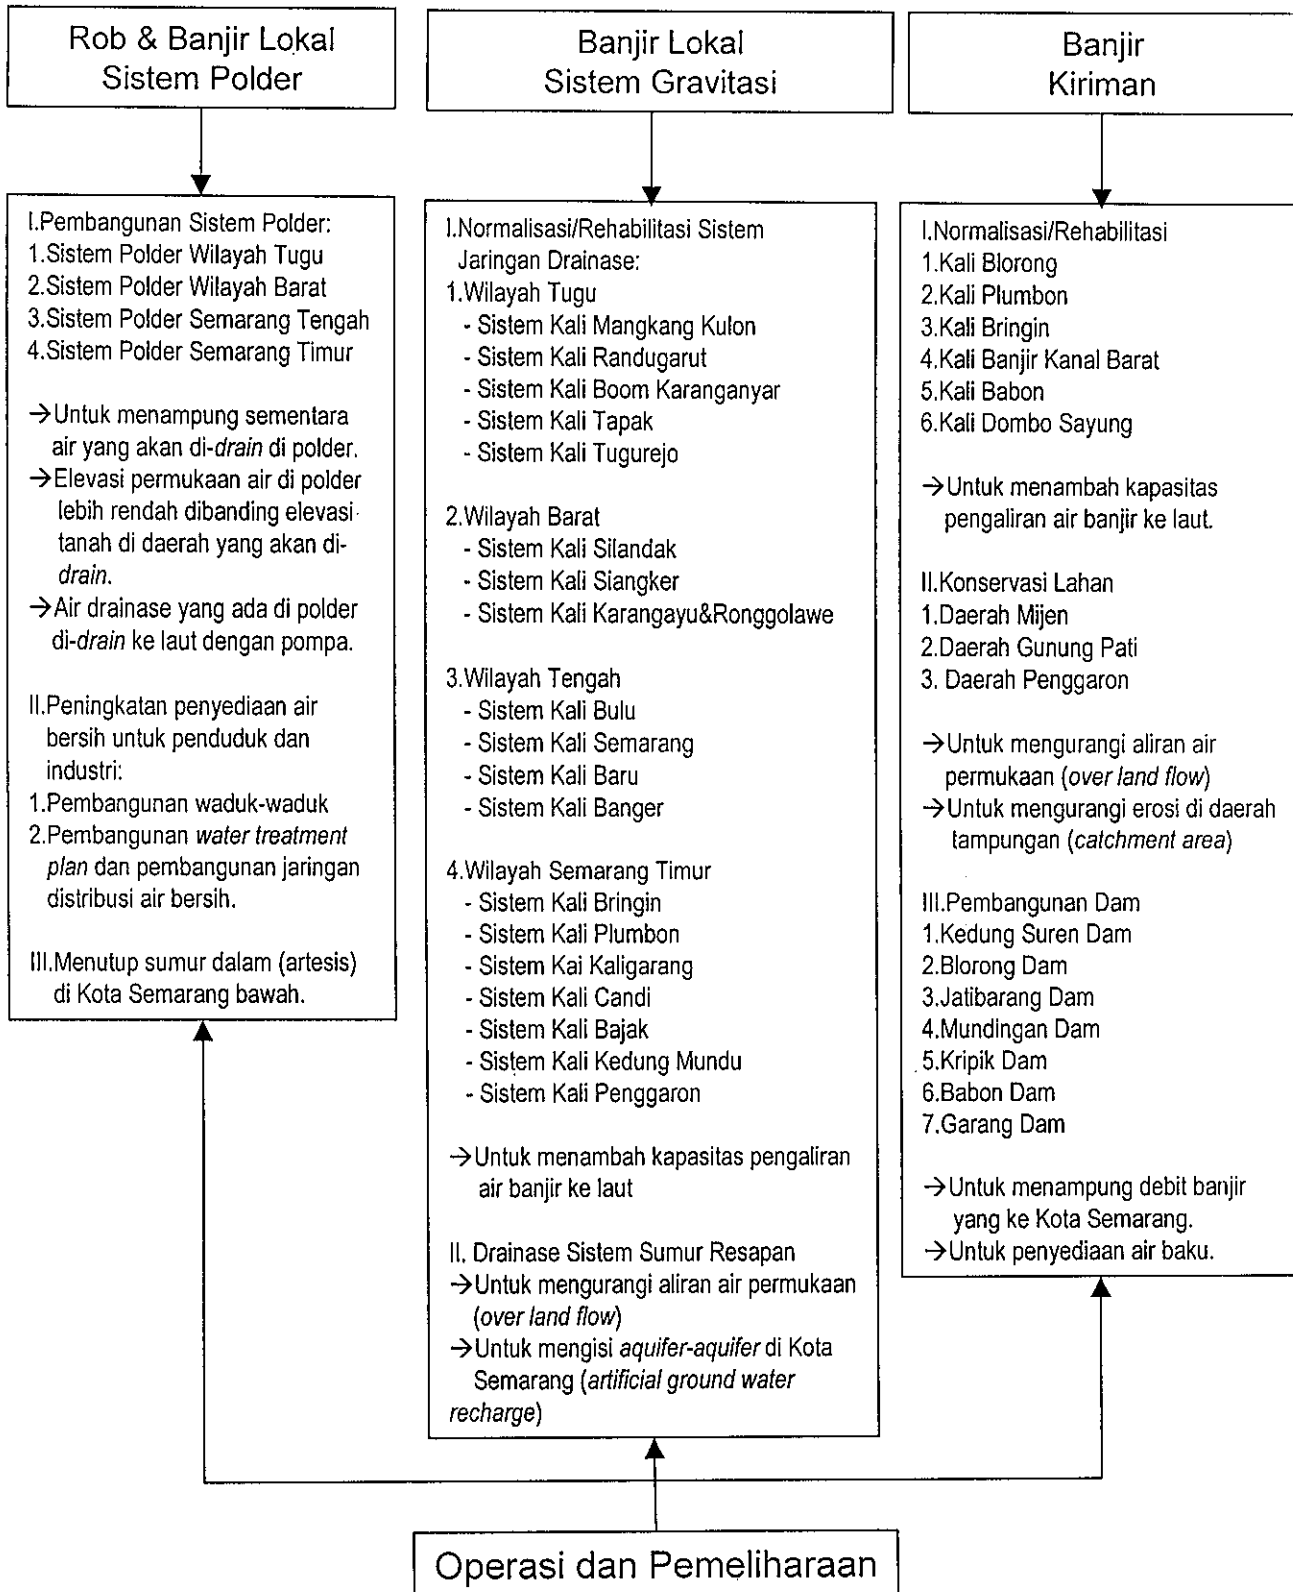 Rob & Banjir Lokal
Sistem Polder
Banjir Lokal
Sistem Gravitasi
Banjir
Kiriman
I.Pembangunan Sistem Polder:
1.Sistem Polder Wilayah Tugu
2.Sistem Polder Wilayah Barat
3.Sistem Polder Semarang Tengah
4.Sistem Polder Semarang Timur
→Untuk menampung sementara
air yang akan di-drain di polder.
→Elevasi permukaan air di polder
lebih rendah dibanding elevasi
tanah di daerah yang akan di-
drain.
→Air drainase yang ada di polder
di-drain ke laut dengan pompa.
II.Peningkatan penyediaan air
bersih untuk penduduk dan
industri:
1.Pembangunan waduk-waduk
2.Pembangunan water treatment
plan dan pembangunan jaringan
distribusi air bersih.
III.Menutup sumur dalam (artesis)
di Kota Semarang bawah.
I.Normalisasi/Rehabilitasi Sistem
Jaringan Drainase:
1.Wilayah Tugu
- Sistem Kali Mangkang Kulon
- Sistem Kali Randugarut
- Sistem Kali Boom Karanganyar
- Sistem Kali Tapak
- Sistem Kali Tugurejo
2.Wilayah Barat
- Sistem Kali Silandak
- Sistem Kali Siangker
- Sistem Kali Karangayu&Ronggolawe
3.Wilayah Tengah
- Sistem Kali Bulu
- Sistem Kali Semarang
- Sistem Kali Baru
- Sistem Kali Banger
4.Wilayah Semarang Timur
- Sistem Kali Bringin
- Sistem Kali Plumbon
- Sistem Kai Kaligarang
- Sistem Kali Candi
- Sistem Kali Bajak
- Sistem Kali Kedung Mundu
- Sistem Kali Penggaron
→Untuk menambah kapasitas pengaliran
air banjir ke laut
II. Drainase Sistem Sumur Resapan
→Untuk mengurangi aliran air permukaan
(over land flow)
→Untuk mengisi aquifer-aquifer di Kota
Semarang (artificial ground water
recharge)
I.Normalisasi/Rehabilitasi
1.Kali Blorong
2.Kali Plumbon
3.Kali Bringin
4.Kali Banjir Kanal Barat
5.Kali Babon
6.Kali Dombo Sayung
→Untuk menambah kapasitas
pengaliran air banjir ke laut.
II.Konservasi Lahan
1.Daerah Mijen
2.Daerah Gunung Pati
3. Daerah Penggaron
→Untuk mengurangi aliran air
permukaan (over land flow)
→Untuk mengurangi erosi di daerah
tampungan (catchment area)
III.Pembangunan Dam
1.Kedung Suren Dam
2.Blorong Dam
3.Jatibarang Dam
4.Mundingan Dam
5.Kripik Dam
6.Babon Dam
7.Garang Dam
→Untuk menampung debit banjir
yang ke Kota Semarang.
→Untuk penyediaan air baku.
Operasi dan Pemeliharaan